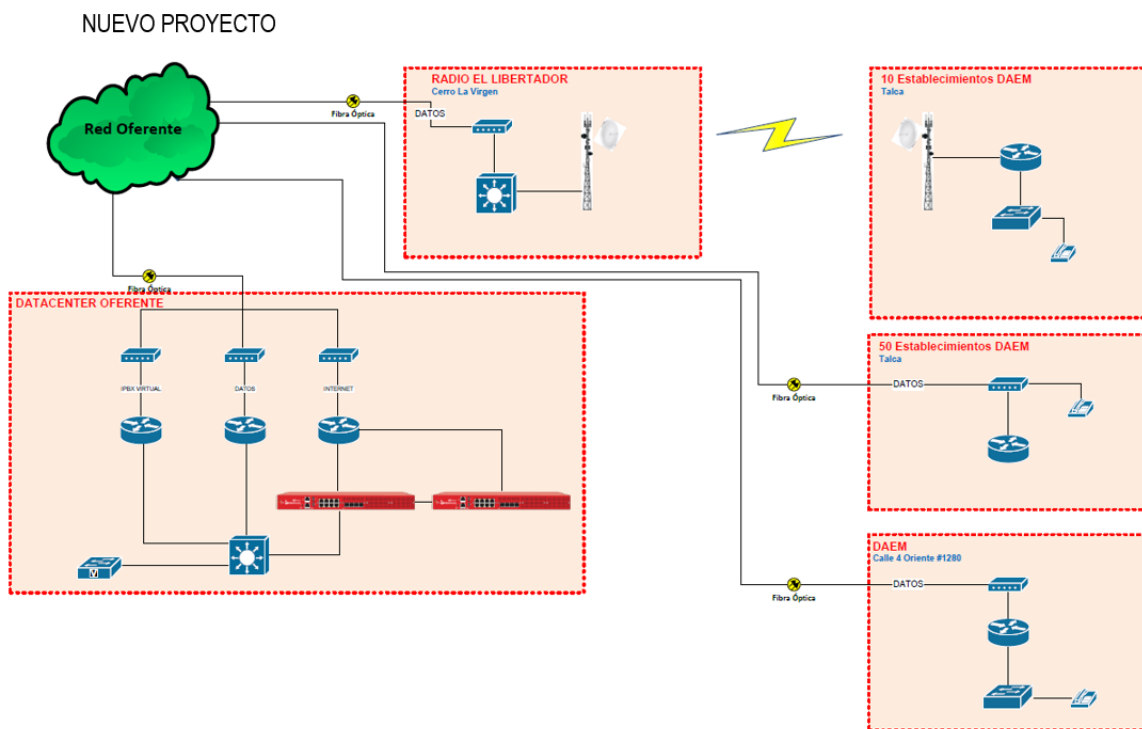 NUEVO PROYECTO
RADIO EL LIBERTADOR
Cerro La Virgen
10 Establecimientos DAEM
Talca
Red Oferente
Fibra Óptica
DATOS
Fibra Óptica
DATACENTER OFERENTE
IPBX VIRTUAL
DATOS
INTERNET
50 Establecimientos DAEM
Talca
Fibra Óptica
DATOS
DAEM
Calle 4 Oriente #1280
Fibra Óptica
DATOS
V